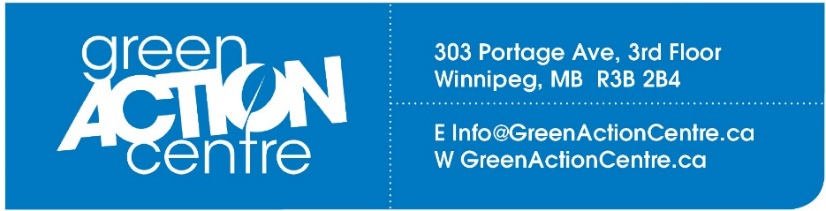 green
ACTION
centre
303 Portage Ave, 3rd Floor
Winnipeg, MB R3B 2B4
E Info@GreenActionCentre.ca
W GreenActionCentre.ca